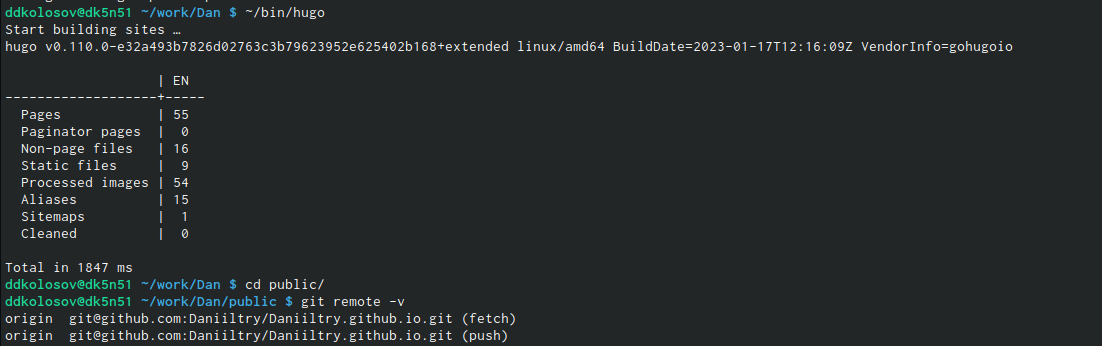 ddkolosov@dk5n51 ~/work/Dan $ ~/bin/hugo
Start building sites …
hugo v0.110.0-e32a493b7826d02763c3b79623952e625402b168+extended linux/amd64 BuildDate=2023-01-17T12:16:09Z VendorInfo=gohugoio
| EN
-------------------+-----
Pages | 55
Paginator pages | 0
Non-page files | 16
Static files | 9
Processed images | 54
Aliases | 15
Sitemaps | 1
Cleaned | 0
Total in 1847 ms
ddkolosov@dk5n51 ~/work/Dan $ cd public/
ddkolosov@dk5n51 ~/work/Dan/public $ git remote -v
origin git@github.com:Daniiltry/Daniiltry.github.io.git (fetch)
origin git@github.com:Daniiltry/Daniiltry.github.io.git (push)